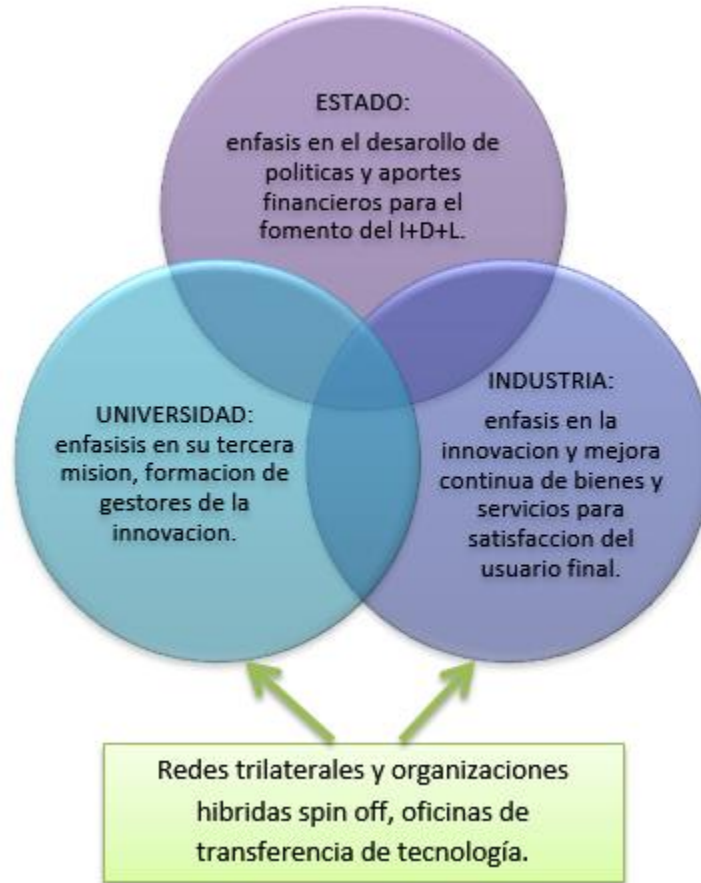 ESTADO:
enfasis en el desarollo de
politicas y aportes
financieros para el
fomento del I+D+L.
UNIVERSIDAD:
enfasisis en su tercera
mision, formacion de
gestores de la
innovacion.
INDUSTRIA:
enfasis en la
innovacion y mejora
continua de bienes y
servicios para
satisfaccion del
usuario final.
Redes trilaterales y organizaciones
hibridas spin off, oficinas de
transferencia de tecnología.